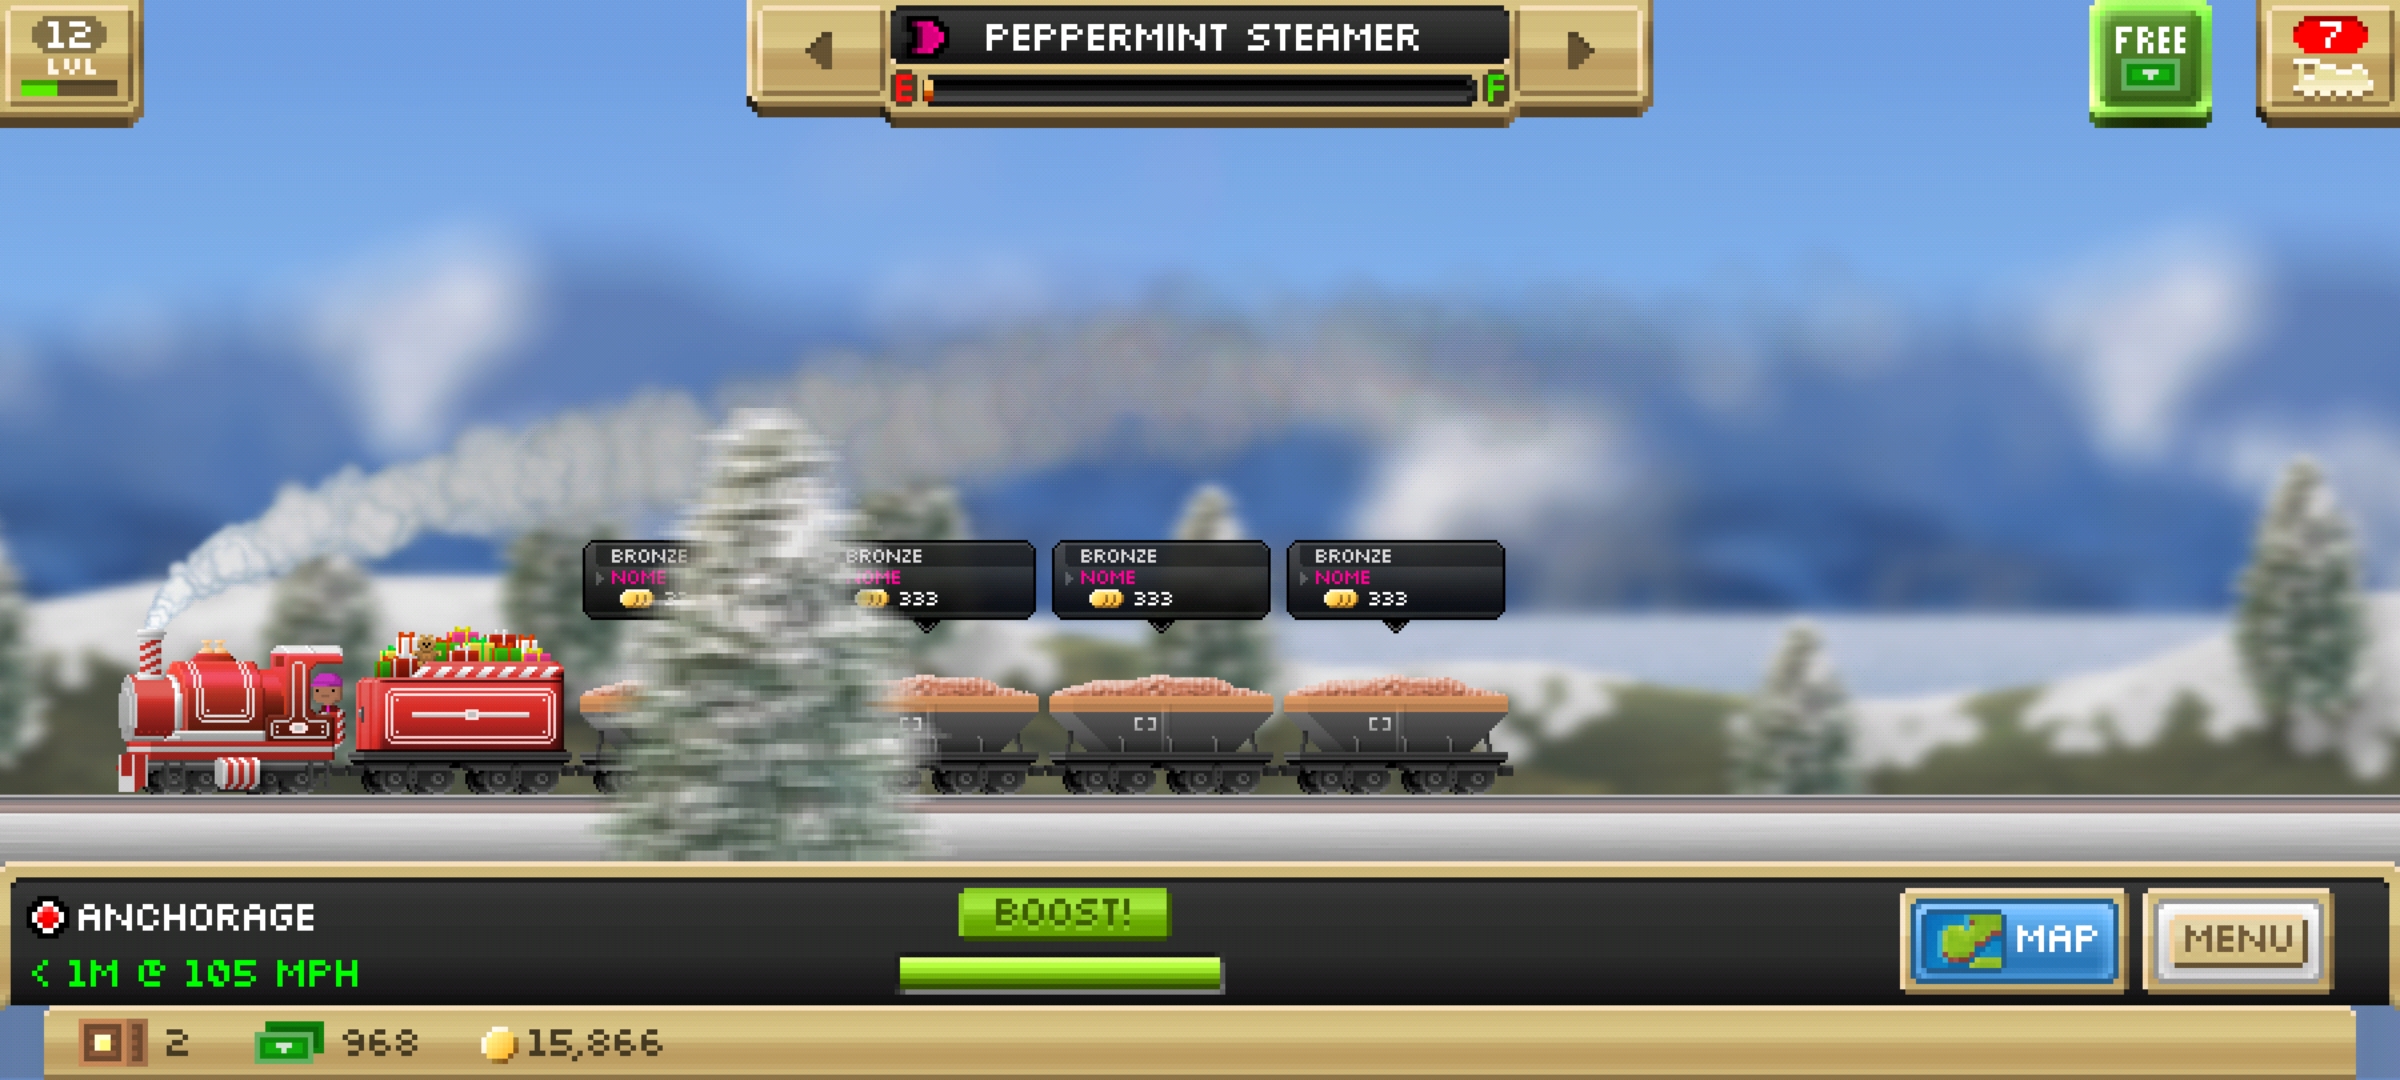 12
LVL
PEPPERMINT STEAMER
E F
FREE
7
BRONZE
NOME
BRONZE
NOME
333
BRONZE
NOME
333
BRONZE
NOME
333
ANCHORAGE
< 1M @ 105 MPH
BOOST!
MAP
MENU
2
968
15,866